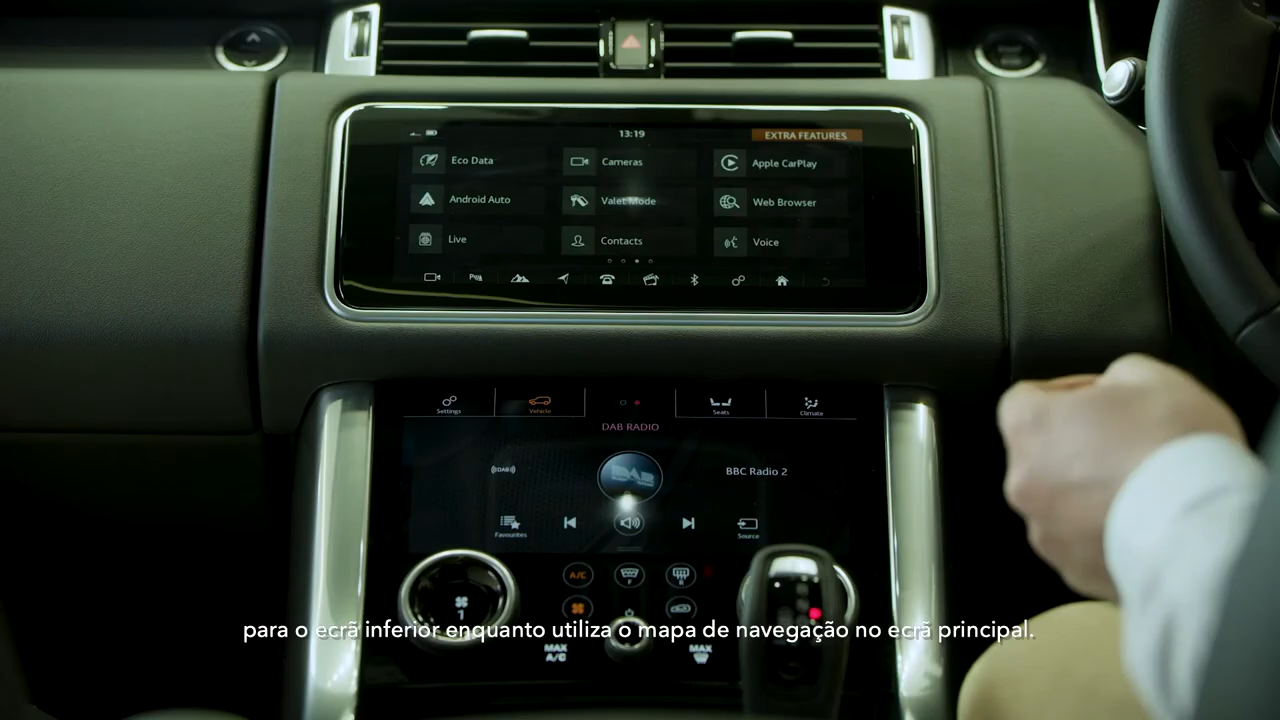 13:19
EXTRA FEATURES
Eco Data
Cameras
Apple CarPlay
Android Auto
Valet Mode
Web Browser
Live
Contacts
Voice
Settings
Vehicle
Seats
Climate
DAB RADIO
DAB
BBC Radio 2
Favourites
Source
A/C
F
R
1
MAX
A/C
MAX
para o ecrã inferior enquanto utiliza o mapa de navegação no ecrã principal.